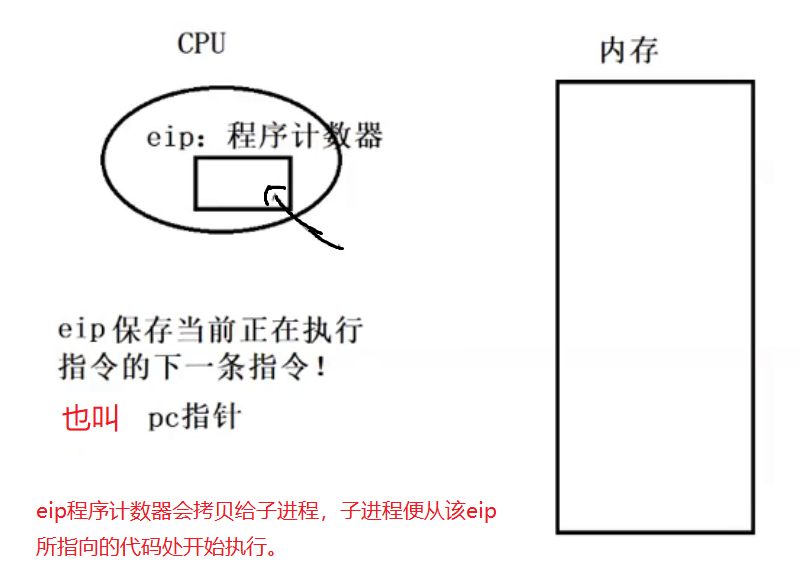 CPU
内存
eip：程序计数器
eip保存当前正在执行
指令的下一条指令！
也叫 pc指针
eip程序计数器会拷贝给子进程，子进程便从该eip
所指向的代码处开始执行。